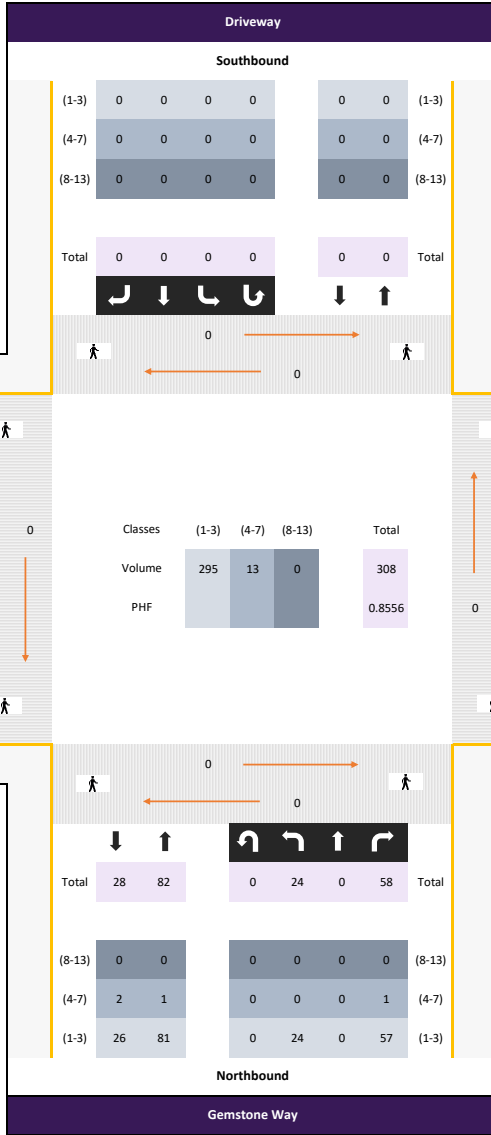 Driveway
Southbound
(1-3) 0 0 0 0 0 0 (1-3)
(4-7) 0 0 0 0 0 0 (4-7)
(8-13) 0 0 0 0 0 0 (8-13)
Total 0 0 0 0 0 0 Total
0
0
0
Classes (1-3) (4-7) (8-13) Total
Volume 295 13 0 308
PHF 0.8556
0
0
0
Total 28 82 0 24 0 58 Total
(8-13) 0 0 0 0 0 0 (8-13)
(4-7) 2 1 0 0 0 1 (4-7)
(1-3) 26 81 0 24 0 57 (1-3)
Northbound
Gemstone Way